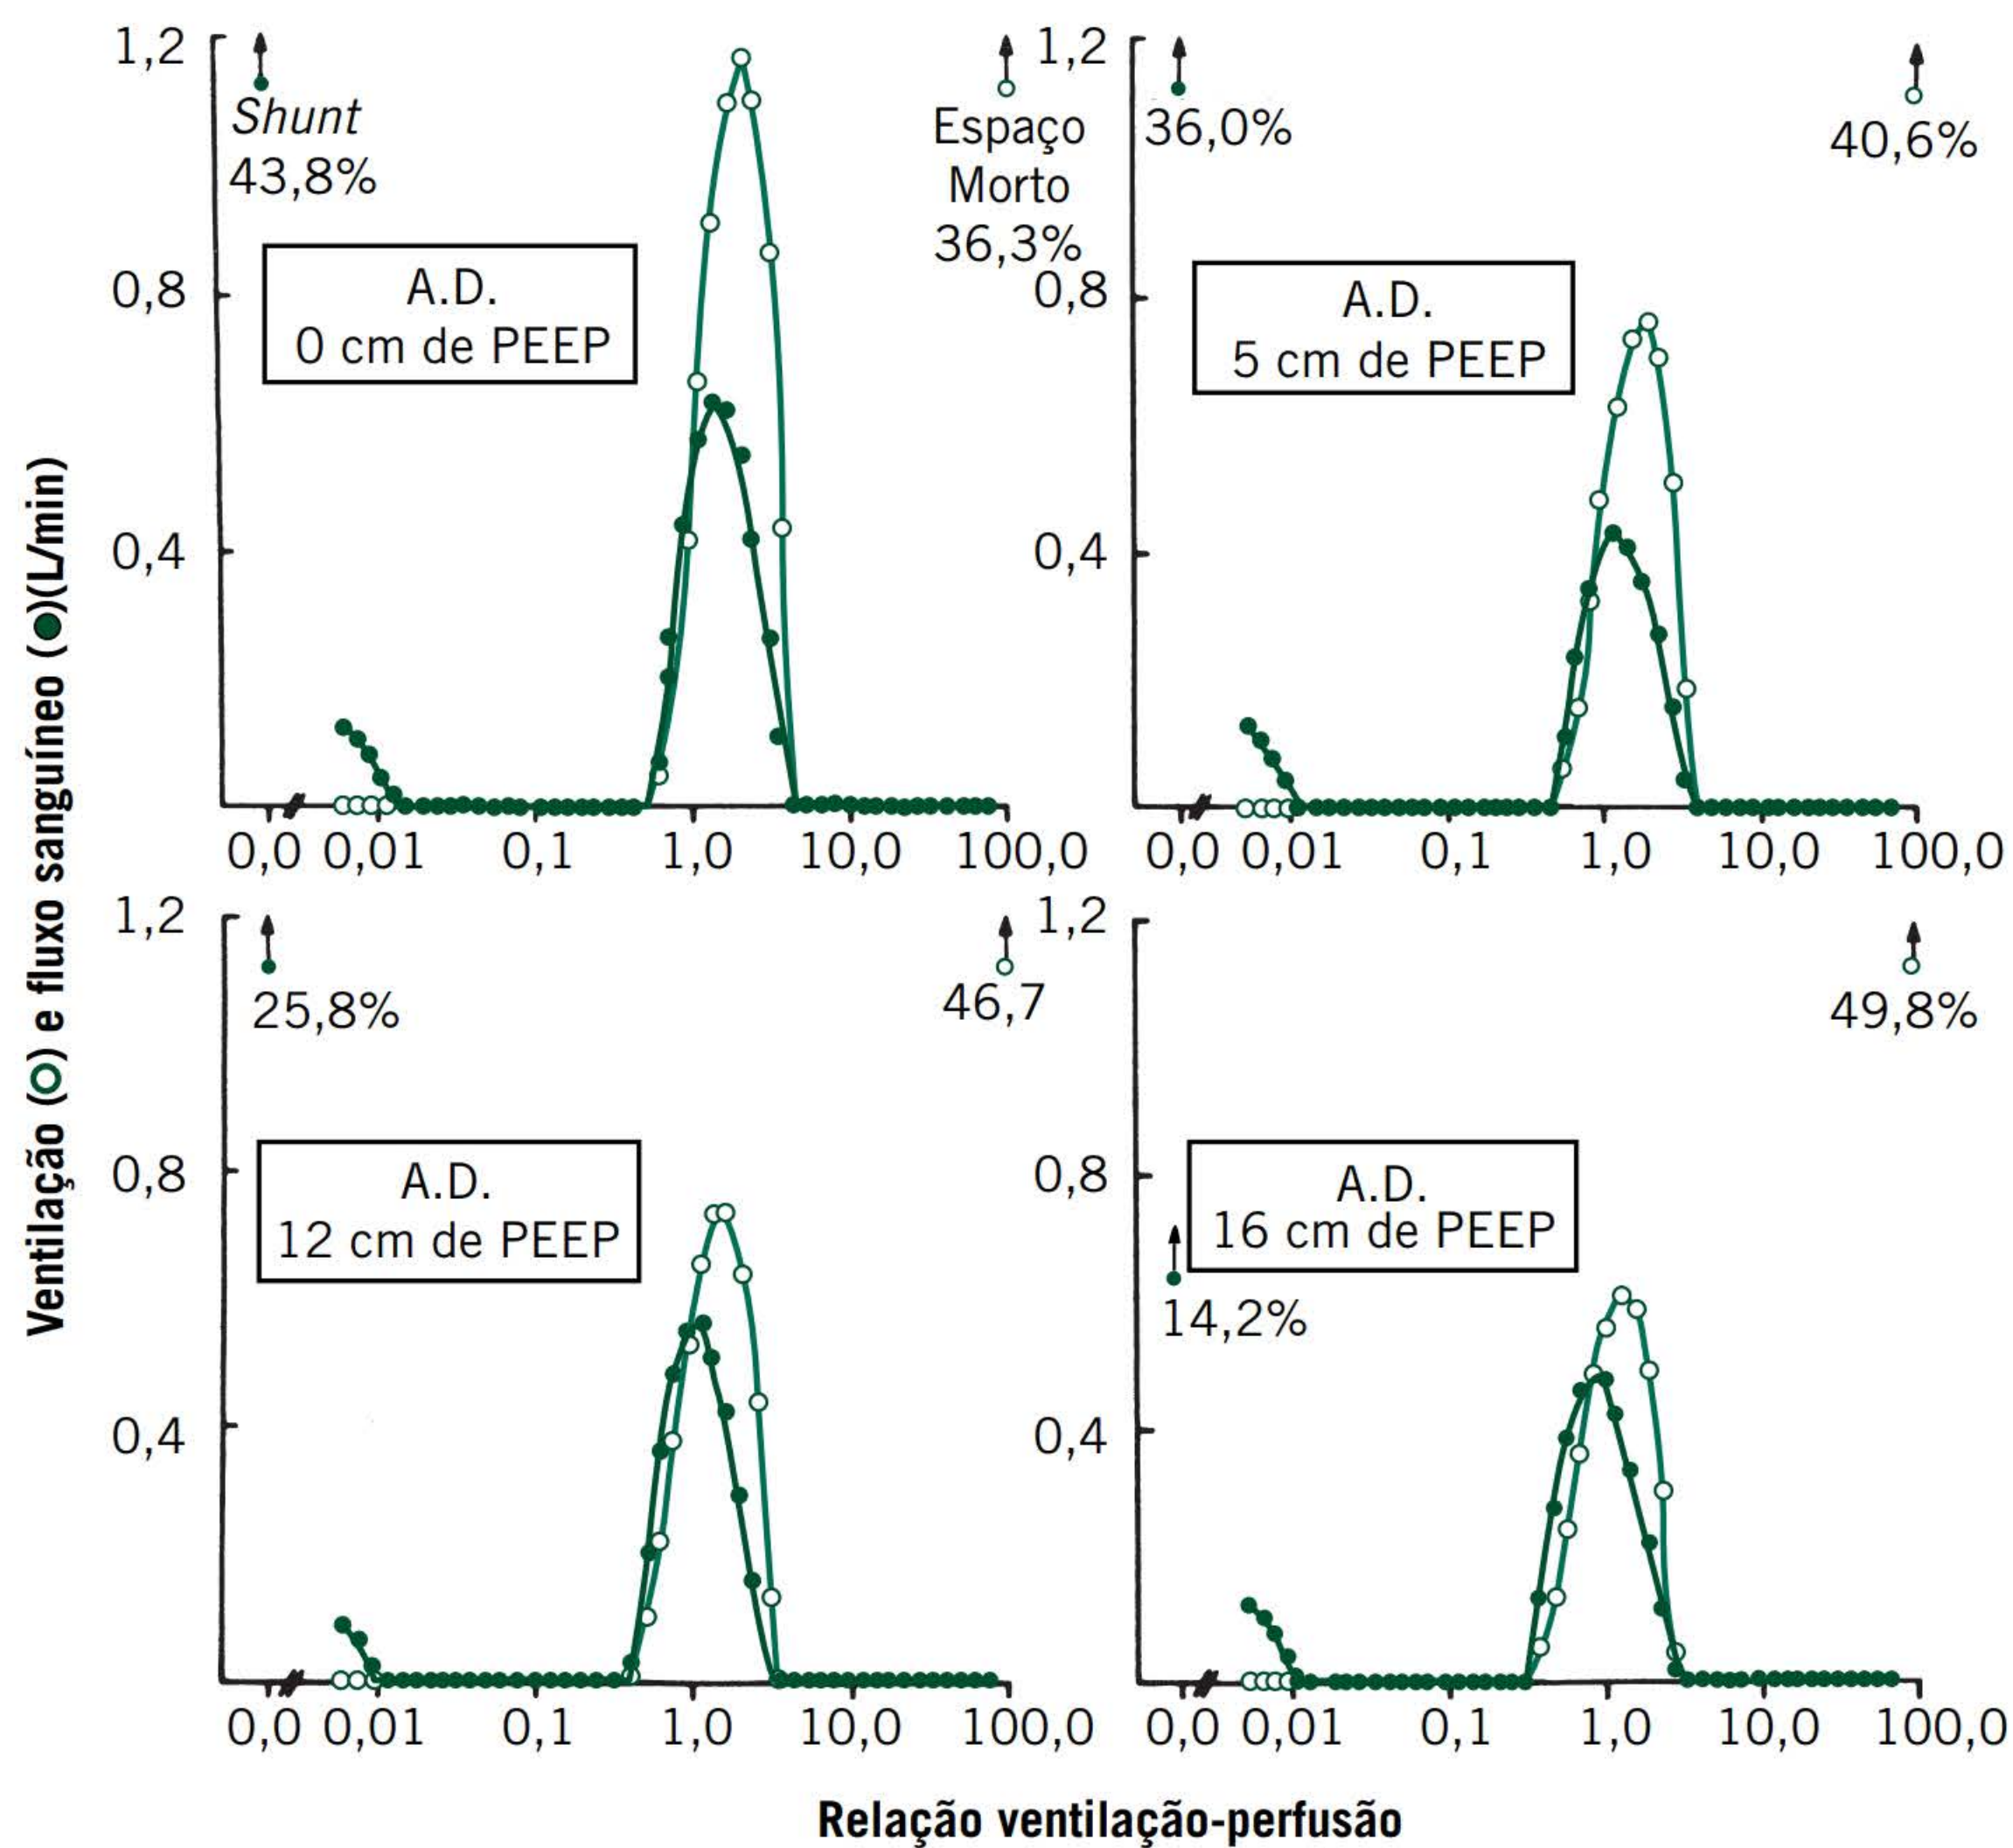 Ventilação (○) e fluxo sanguíneo (●)(L/min)
1,2
0,8
0,4
Shunt
43,8%
A.D.
0 cm de PEEP
Espaço
Morto
36,3%
0,0 0,01 0,1 1,0 10,0 100,0
1,2
0,8
0,4
36,0%
40,6%
A.D.
5 cm de PEEP
0,0 0,01 0,1 1,0 10,0 100,0
1,2
0,8
0,4
25,8%
46,7
A.D.
12 cm de PEEP
0,0 0,01 0,1 1,0 10,0 100,0
1,2
0,8
0,4
49,8%
A.D.
16 cm de PEEP
14,2%
0,0 0,01 0,1 1,0 10,0 100,0
Relação ventilação-perfusão